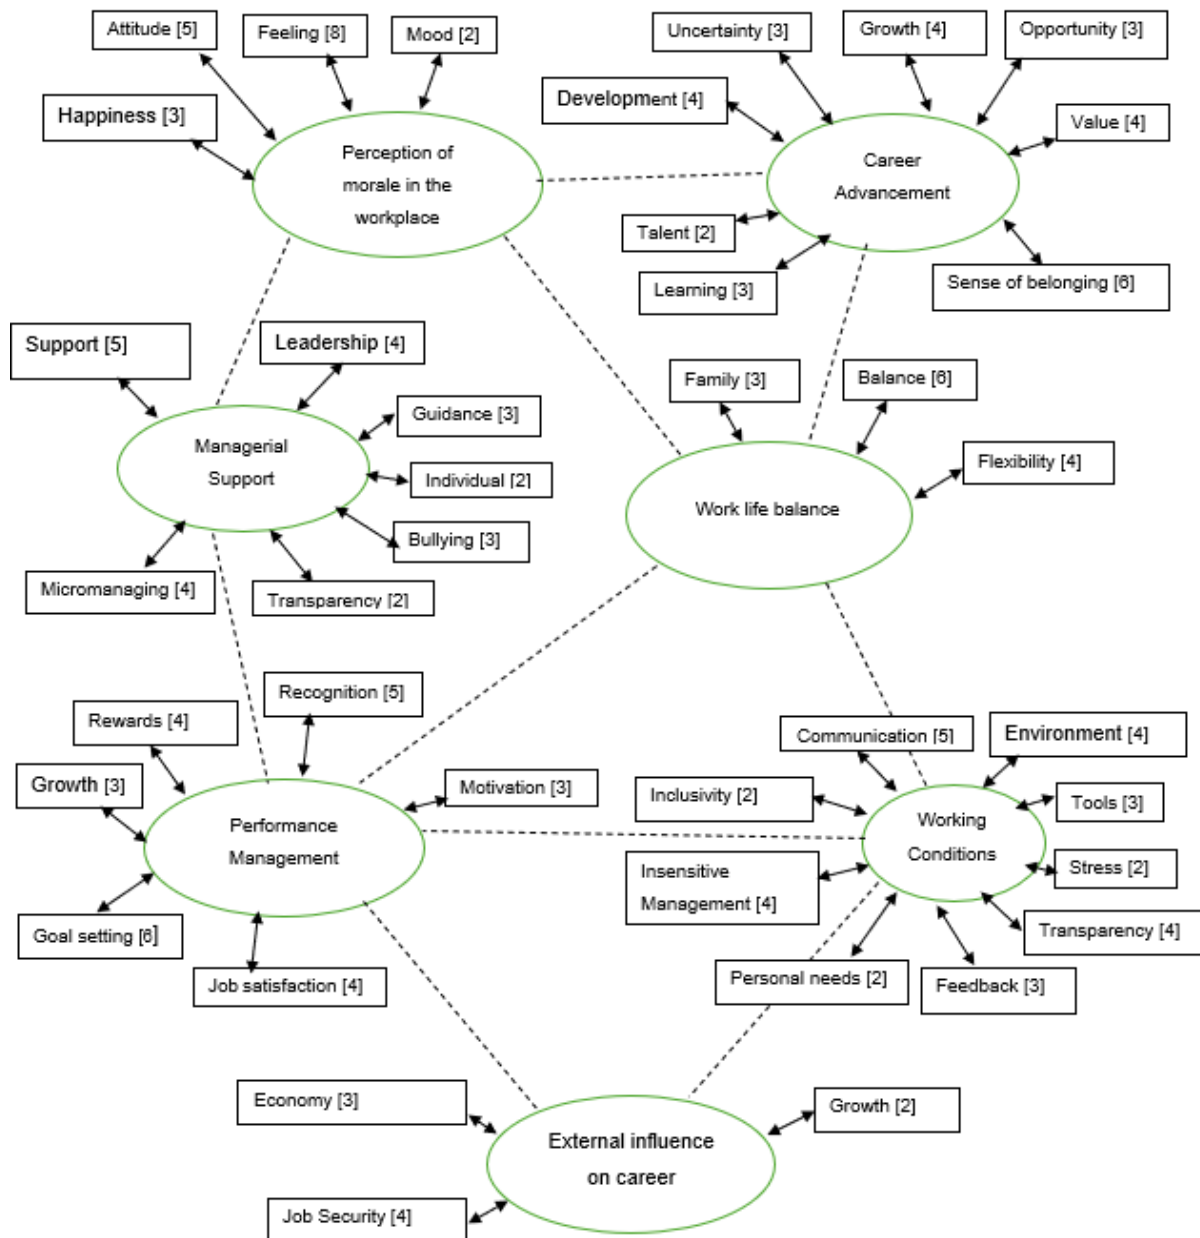 Attitude [5]
Feeling [8]
Mood [2]
Happiness [3]
Perception of
morale in the
workplace
Uncertainty [3]
Growth [4]
Opportunity [3]
Development [4]
Value [4]
Career
Advancement
Talent [2]
Learning [3]
Sense of belonging [6]
Support [5]
Leadership [4]
Guidance [3]
Managerial
Support
Individual [2]
Bullying [3]
Micromanaging [4]
Transparency [2]
Family [3]
Balance [6]
Flexibility [4]
Work life balance
Recognition [5]
Rewards [4]
Growth [3]
Motivation [3]
Performance
Management
Goal setting [6]
Job satisfaction [4]
Communication [5]
Environment [4]
Inclusivity [2]
Tools [3]
Working
Conditions
Insensitive
Management [4]
Stress [2]
Transparency [4]
Personal needs [2]
Feedback [3]
Economy [3]
Growth [2]
External influence
on career
Job Security [4]